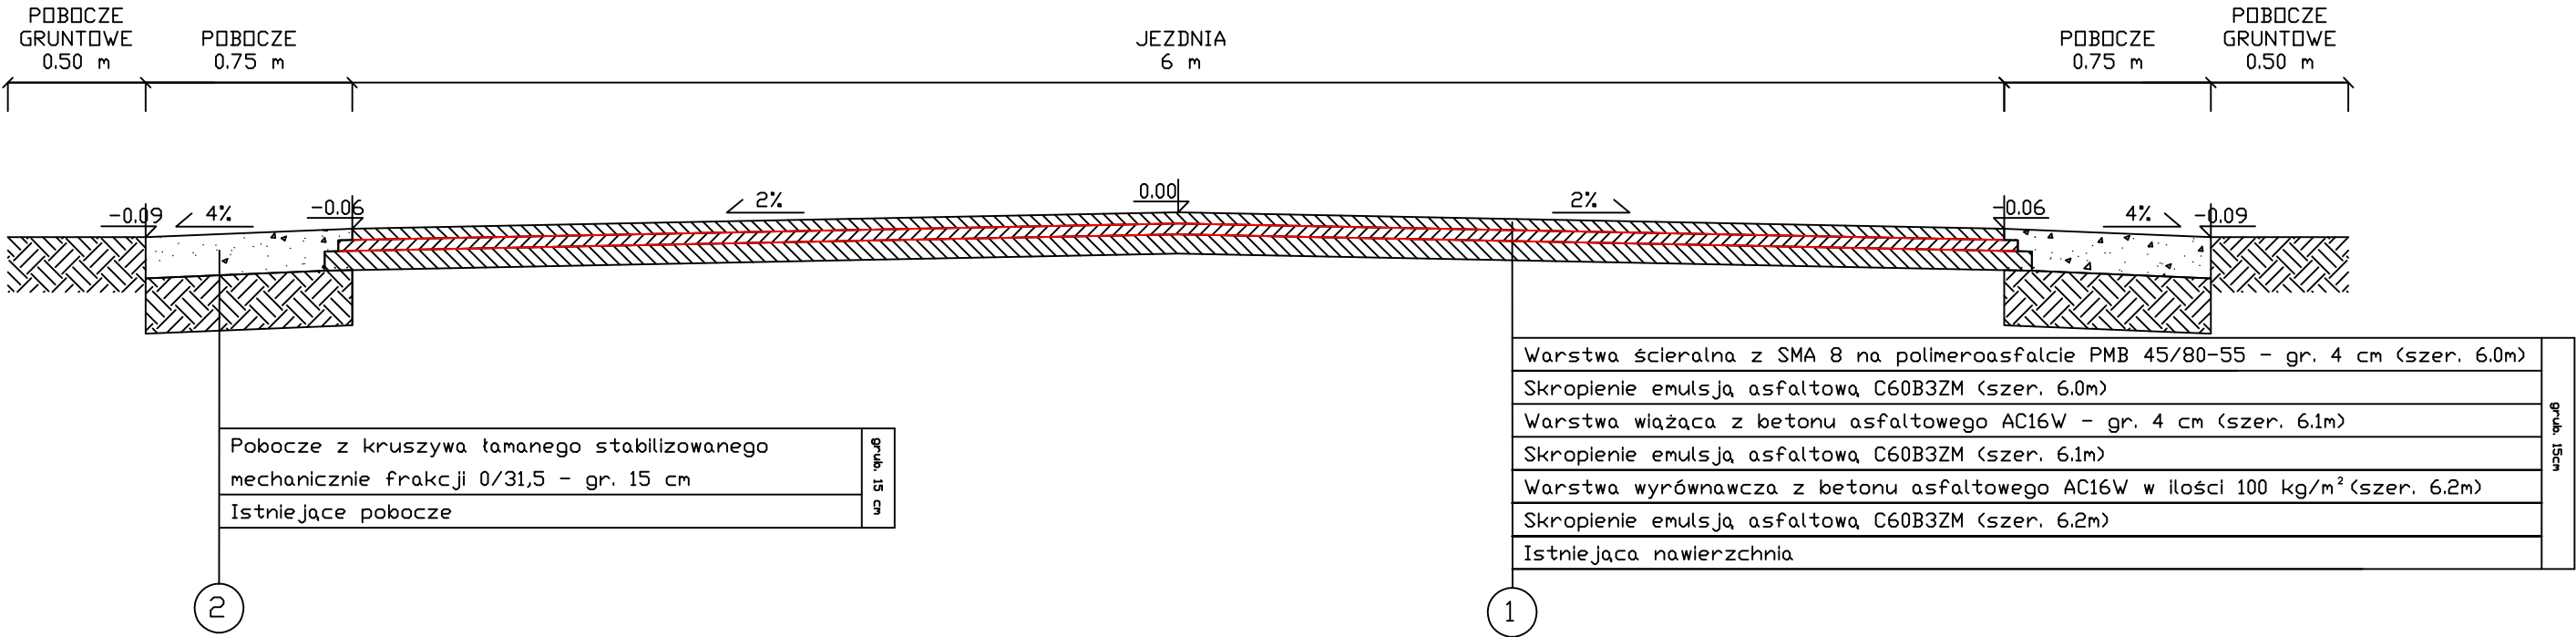 POBOCZE
GRUNTOWE
0.50 m
POBOCZE
0.75 m
JEZDNIA
6 m
POBOCZE
0.75 m
POBOCZE
GRUNTOWE
0.50 m
-0.09
4%
-0.06
2%
0.00
2%
-0.06
4%
-0.09
Warstwa ścieralna z SMA 8 na polimeroasfalcie PMB 45/80-55 - gr. 4 cm (szer. 6.0m)
Skropienie emulsją asfaltową C60B3ZM (szer. 6.0m)
Warstwa wiążąca z betonu asfaltowego AC16W - gr. 4 cm (szer. 6.1m)
Skropienie emulsją asfaltową C60B3ZM (szer. 6.1m)
Warstwa wyrównawcza z betonu asfaltowego AC16W w ilości 100 kg/m² (szer. 6.2m)
Skropienie emulsją asfaltową C60B3ZM (szer. 6.2m)
Istniejąca nawierzchnia
grub. 15cm
Pobocze z kruszywa łamanego stabilizowanego
mechanicznie frakcji 0/31,5 - gr. 15 cm
Istniejące pobocze
grub. 15 cm
2
1